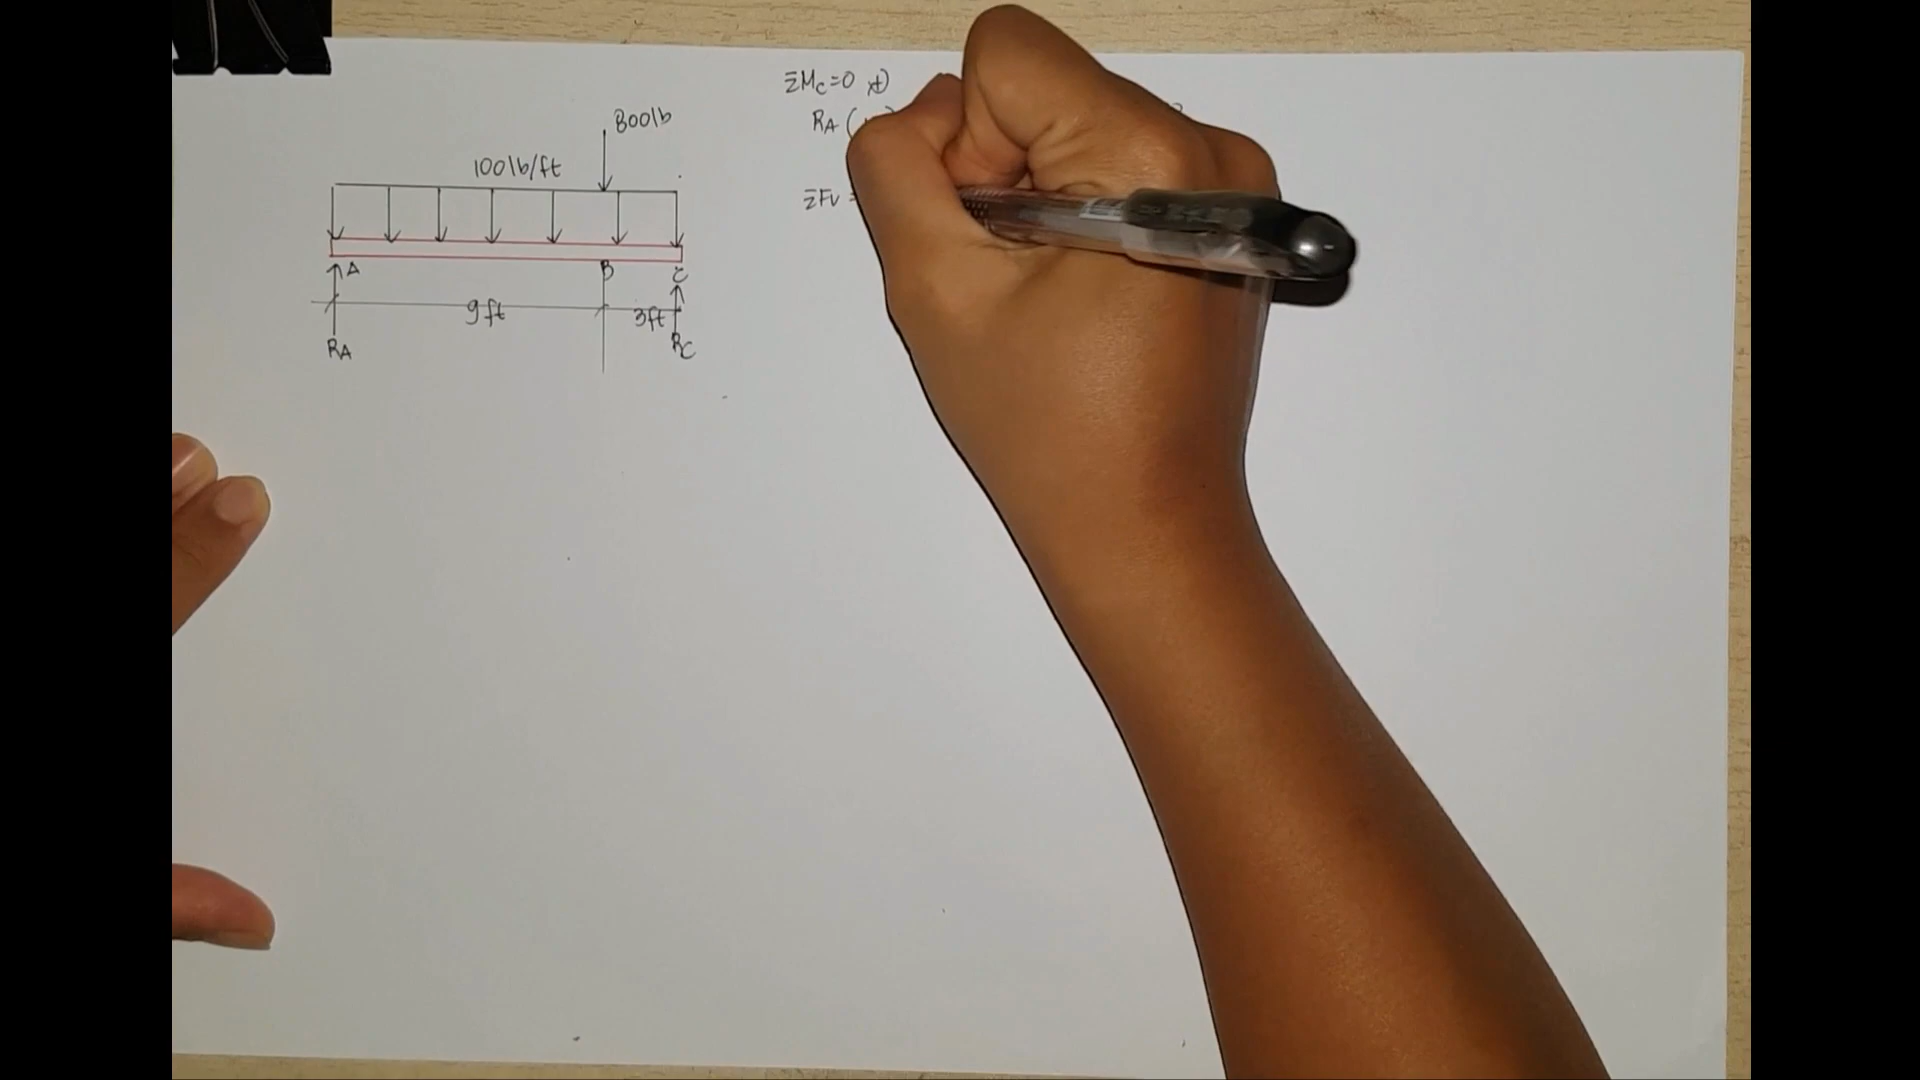 800lb
100lb/ft
A
B
C
9ft
3ft
RA
RC
ΣMC=0
RA (
ΣFV =